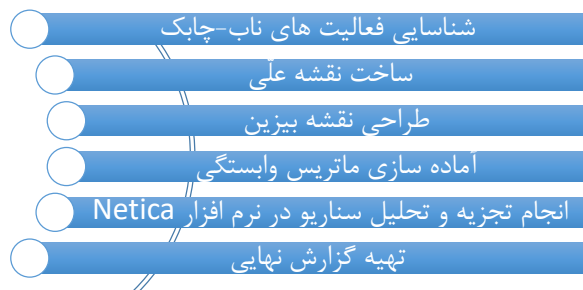 شناسایی فعالیت های ناب-چابک
ساخت نقشه علّی
طراحی نقشه بیزین
آماده سازی ماتریس وابستگی
انجام تجزیه و تحلیل سناریو در نرم افزار Netica
تهیه گزارش نهایی